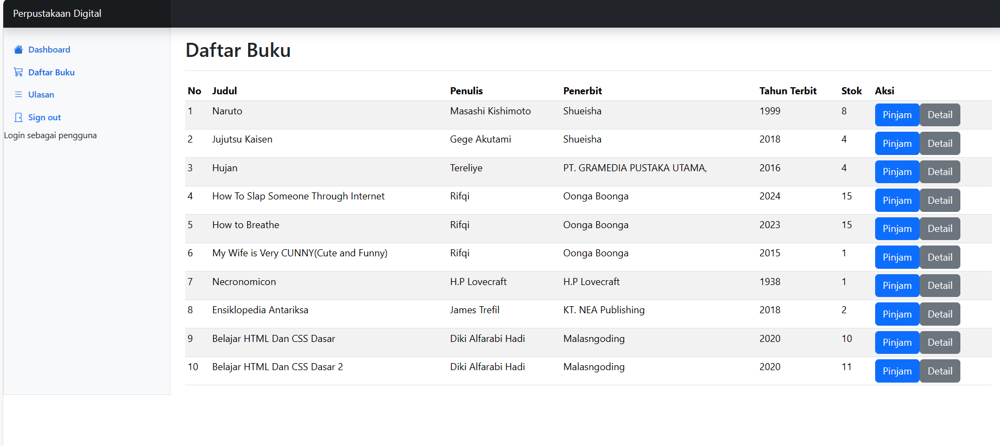 Perpustakaan Digital
Dashboard
Daftar Buku
Ulasan
Sign out
Login sebagai pengguna
Daftar Buku
No Judul Penulis Penerbit Tahun Terbit Stok Aksi
1 Naruto Masashi Kishimoto Shueisha 1999 8 Pinjam Detail
2 Jujutsu Kaisen Gege Akutami Shueisha 2018 4 Pinjam Detail
3 Hujan Tereliye PT. GRAMEDIA PUSTAKA UTAMA, 2016 4 Pinjam Detail
4 How To Slap Someone Through Internet Rifqi Oonga Boonga 2024 15 Pinjam Detail
5 How to Breathe Rifqi Oonga Boonga 2023 15 Pinjam Detail
6 My Wife is Very CUNNY(Cute and Funny) Rifqi Oonga Boonga 2015 1 Pinjam Detail
7 Necronomicon H.P Lovecraft H.P Lovecraft 1938 1 Pinjam Detail
8 Ensiklopedia Antariksa James Trefil KT. NEA Publishing 2018 2 Pinjam Detail
9 Belajar HTML Dan CSS Dasar Diki Alfarabi Hadi Malasngoding 2020 10 Pinjam Detail
10 Belajar HTML Dan CSS Dasar 2 Diki Alfarabi Hadi Malasngoding 2020 11 Pinjam Detail